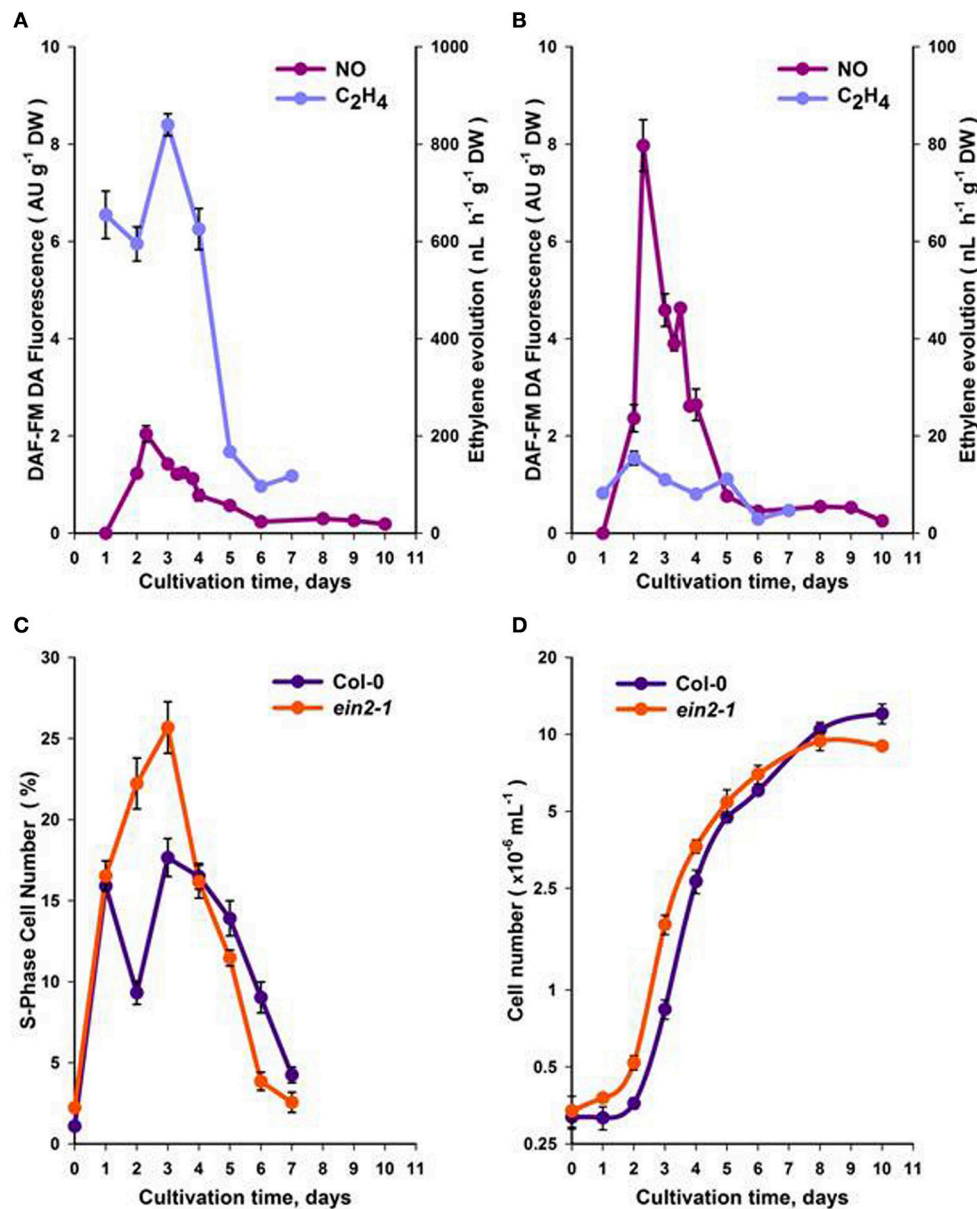 A
B
10
8
6
4
2
0
1000
800
600
400
200
0
NO
C₂H₄
DAF-FM DA Fluorescence ( AU g⁻¹ DW)
Ethylene evolution ( nL h⁻¹ g⁻¹ DW)
0 1 2 3 4 5 6 7 8 9 10 11
Cultivation time, days
10
8
6
4
2
0
100
80
60
40
20
0
NO
C₂H₄
DAF-FM DA Fluorescence ( AU g⁻¹ DW)
Ethylene evolution ( nL h⁻¹ g⁻¹ DW)
0 1 2 3 4 5 6 7 8 9 10 11
Cultivation time, days
C
D
30
25
20
15
10
5
0
Col-0
ein2-1
S-Phase Cell Number ( %)
0 1 2 3 4 5 6 7 8 9 10 11
Cultivation time, days
20
10
5
2.5
1
0.5
0.25
Col-0
ein2-1
Cell number ( x10⁻⁶ mL⁻¹)
0 1 2 3 4 5 6 7 8 9 10 11
Cultivation time, days